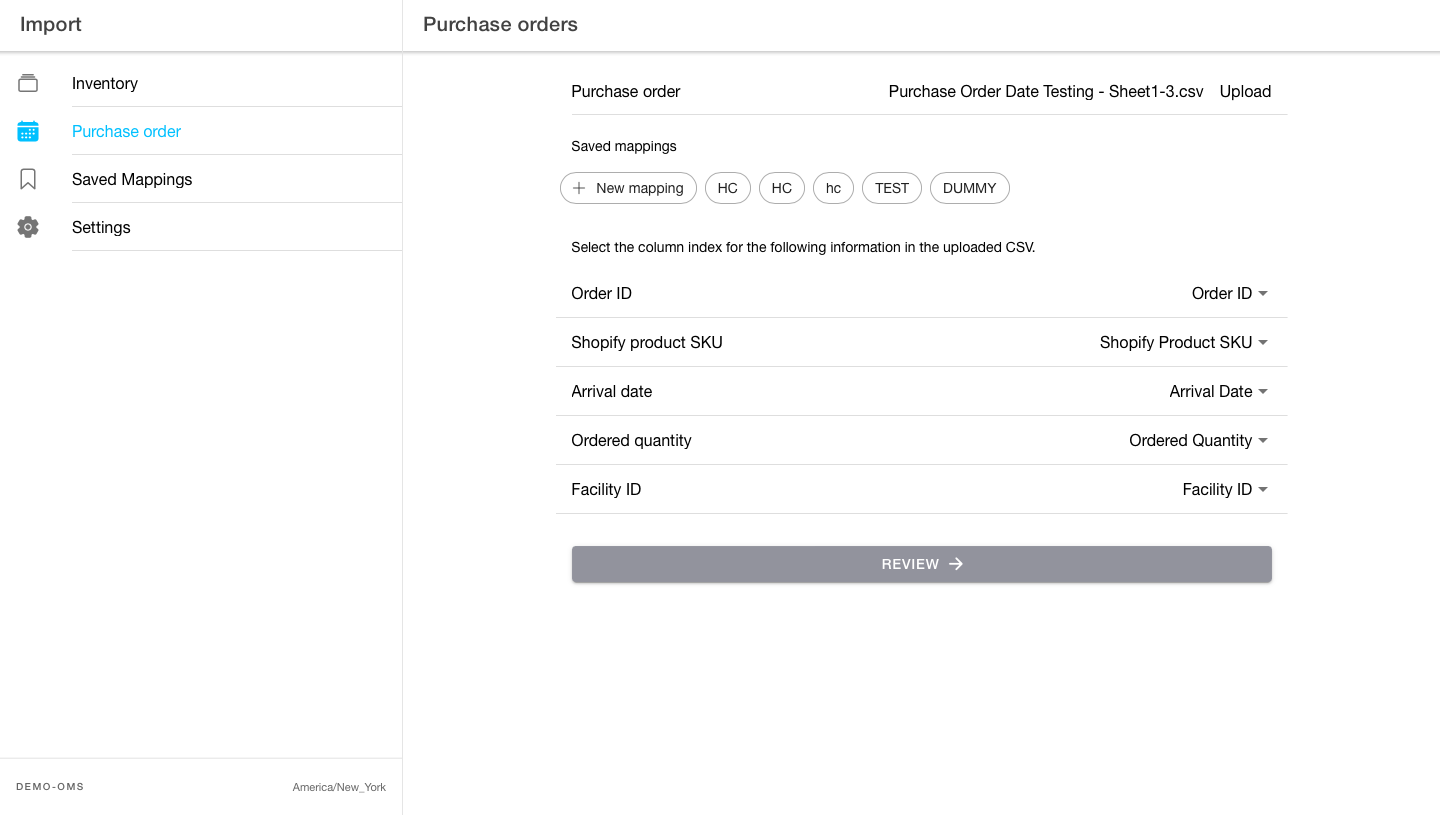 Import
Purchase orders
Inventory
Purchase order
Saved Mappings
Settings
DEMO-OMS
America/New_York
Purchase order
Purchase Order Date Testing - Sheet1-3.csv
Upload
Saved mappings
New mapping
HC
HC
hc
TEST
DUMMY
Select the column index for the following information in the uploaded CSV.
Order ID
Order ID
Shopify product SKU
Shopify Product SKU
Arrival date
Arrival Date
Ordered quantity
Ordered Quantity
Facility ID
Facility ID
REVIEW